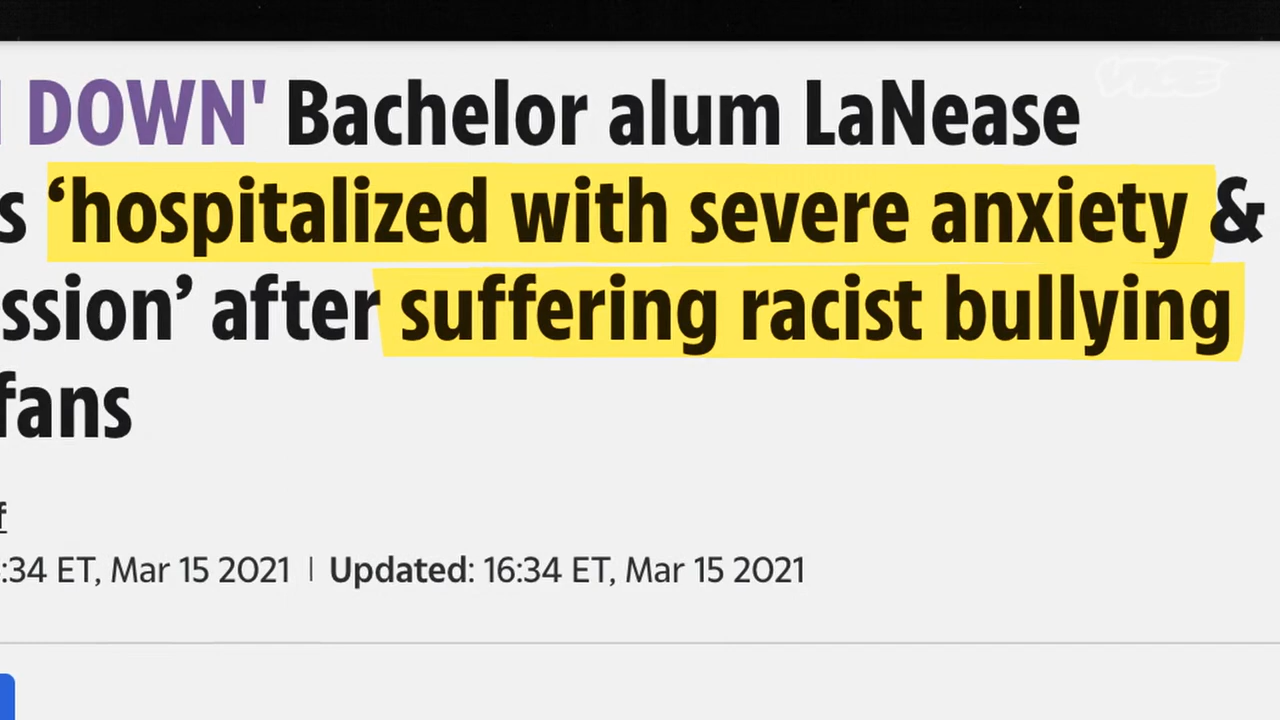 DOWN' Bachelor alum LaNease
s ‘hospitalized with severe anxiety &
ssion’ after suffering racist bullying
fans
f
:34 ET, Mar 15 2021 | Updated: 16:34 ET, Mar 15 2021
VICE